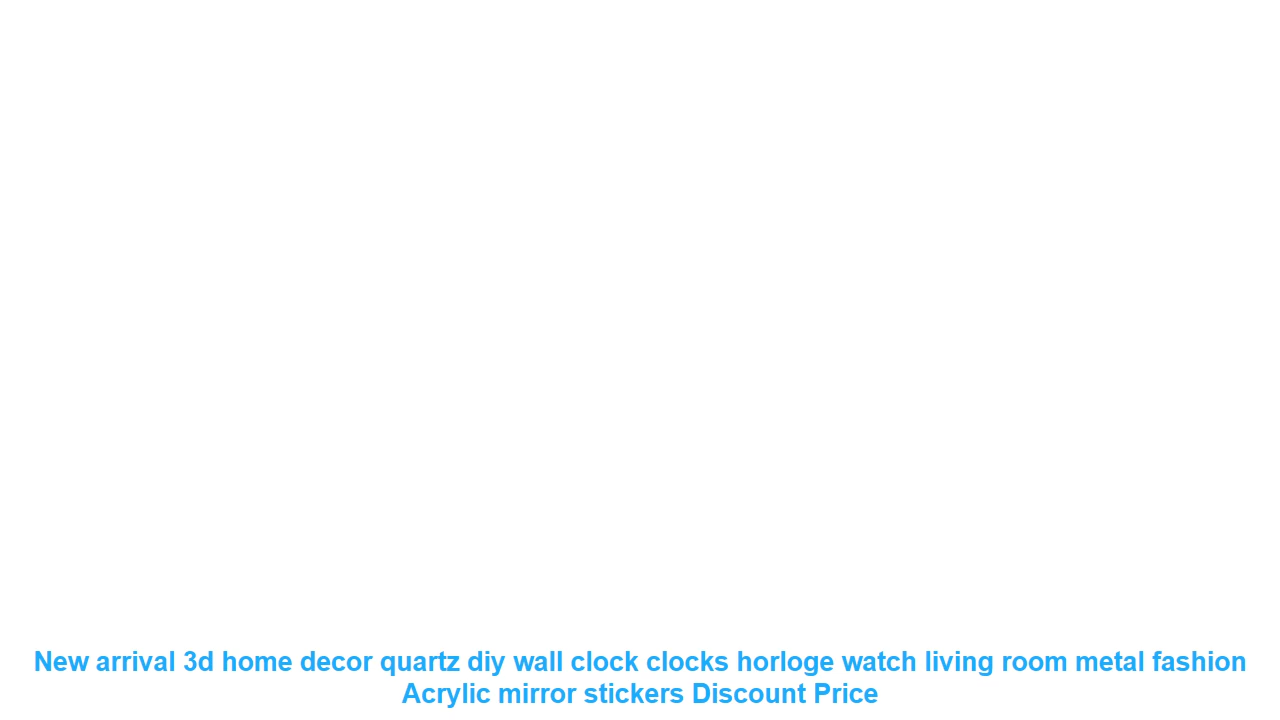 New arrival 3d home decor quartz diy wall clock clocks horloge watch living room metal fashion
Acrylic mirror stickers Discount Price